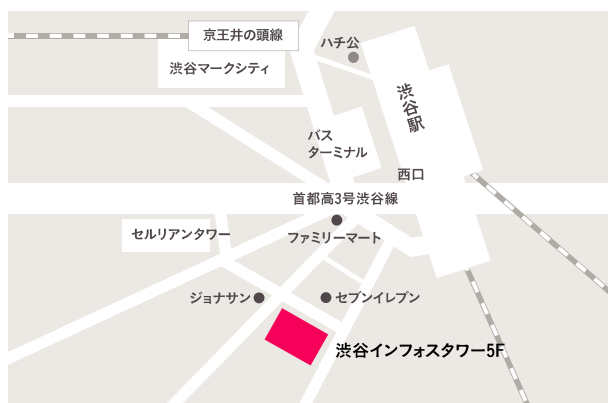 京王井の頭線
ハチ公
渋谷マークシティ
渋谷駅
バス
ターミナル
西口
首都高3号渋谷線
セルリアンタワー
ファミリーマート
ジョナサン
セブンイレブン
渋谷インフォスタワー5F